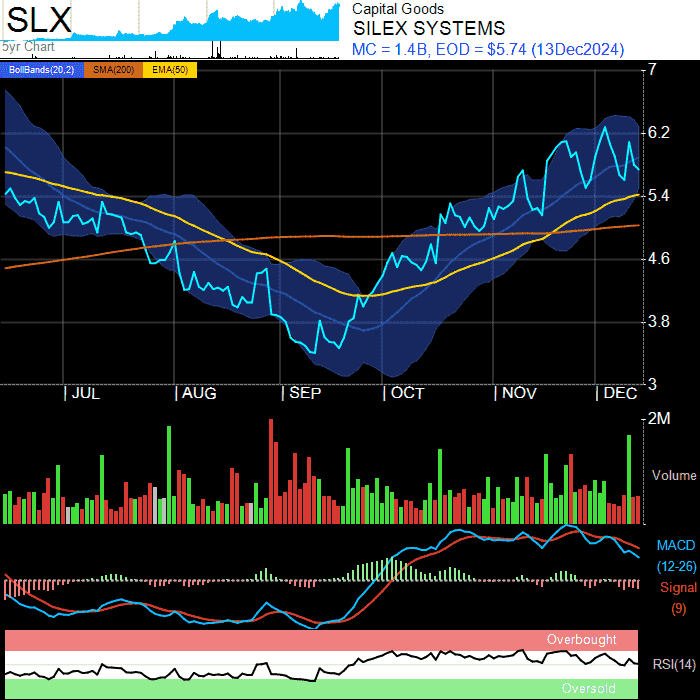 SLX
5yr Chart
Capital Goods
SILEX SYSTEMS
MC = 1.4B, EOD = $5.74 (13Dec2024)
BollBands(20,2) SMA(200) EMA(50)
7
6.2
5.4
4.6
3.8
3
JUL AUG SEP OCT NOV DEC
2M
Volume
MACD
(12-26)
Signal
(9)
Overbought
RSI(14)
Oversold